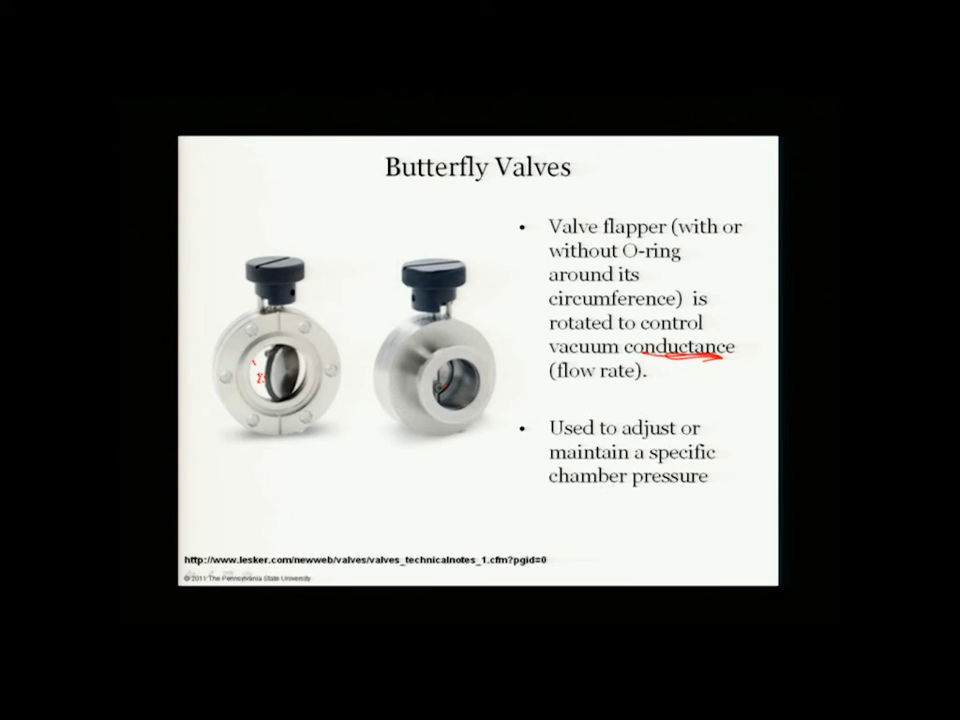 Butterfly Valves
• Valve flapper (with or
without O-ring
around its
circumference) is
rotated to control
vacuum conductance
(flow rate).
• Used to adjust or
maintain a specific
chamber pressure
http://www.lesker.com/newweb/valves/valves_technicalnotes_1.cfm?pgid=0
© 2011 The Pennsylvania State University